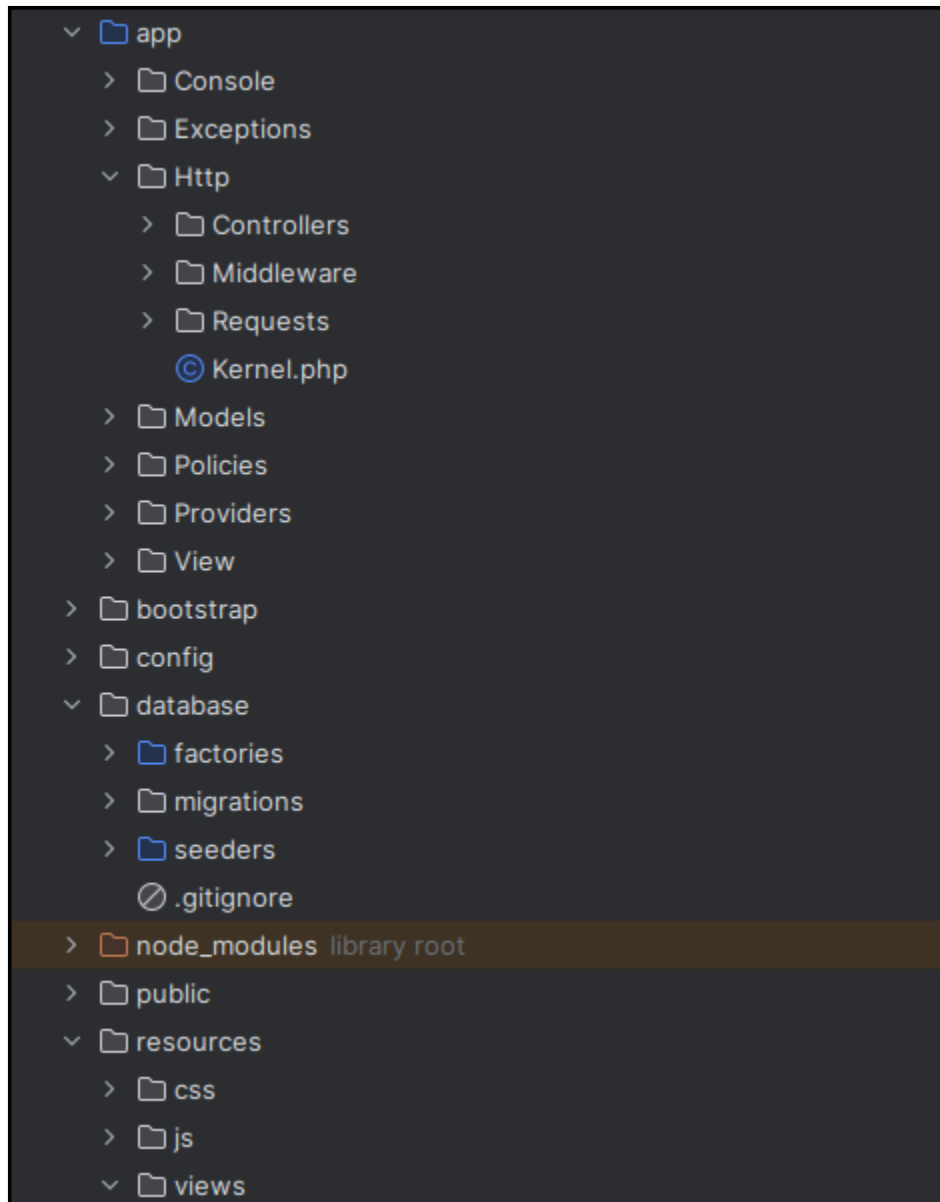 app
Console
Exceptions
Http
Controllers
Middleware
Requests
Kernel.php
Models
Policies
Providers
View
bootstrap
config
database
factories
migrations
seeders
.gitignore
node_modules library root
public
resources
css
js
views